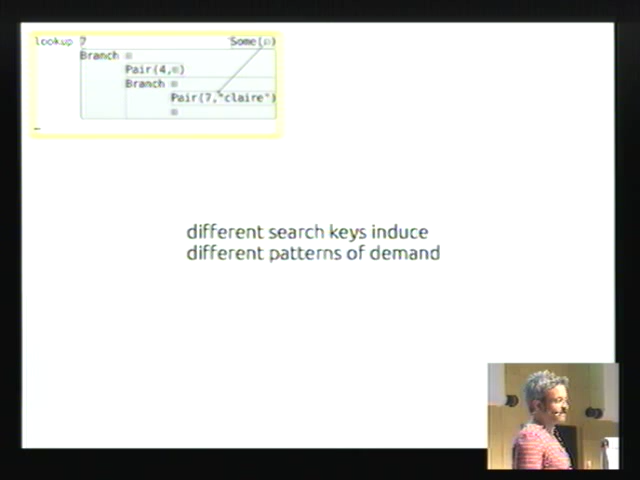 lookup 7 Some(▫)
Branch ▫
Pair(4,▫)
Branch ▫
Pair(7,"claire")
▫
different search keys induce
different patterns of demand